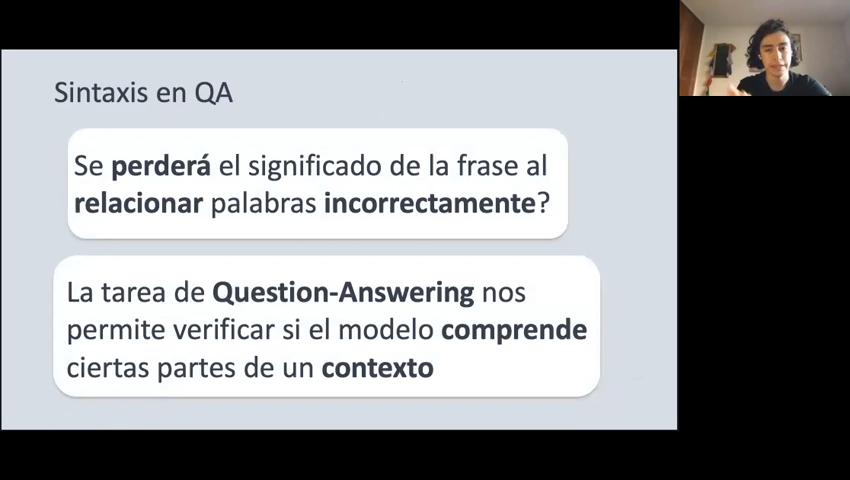 Sintaxis en QA
Se perderá el significado de la frase al
relacionar palabras incorrectamente?
La tarea de Question-Answering nos
permite verificar si el modelo comprende
ciertas partes de un contexto